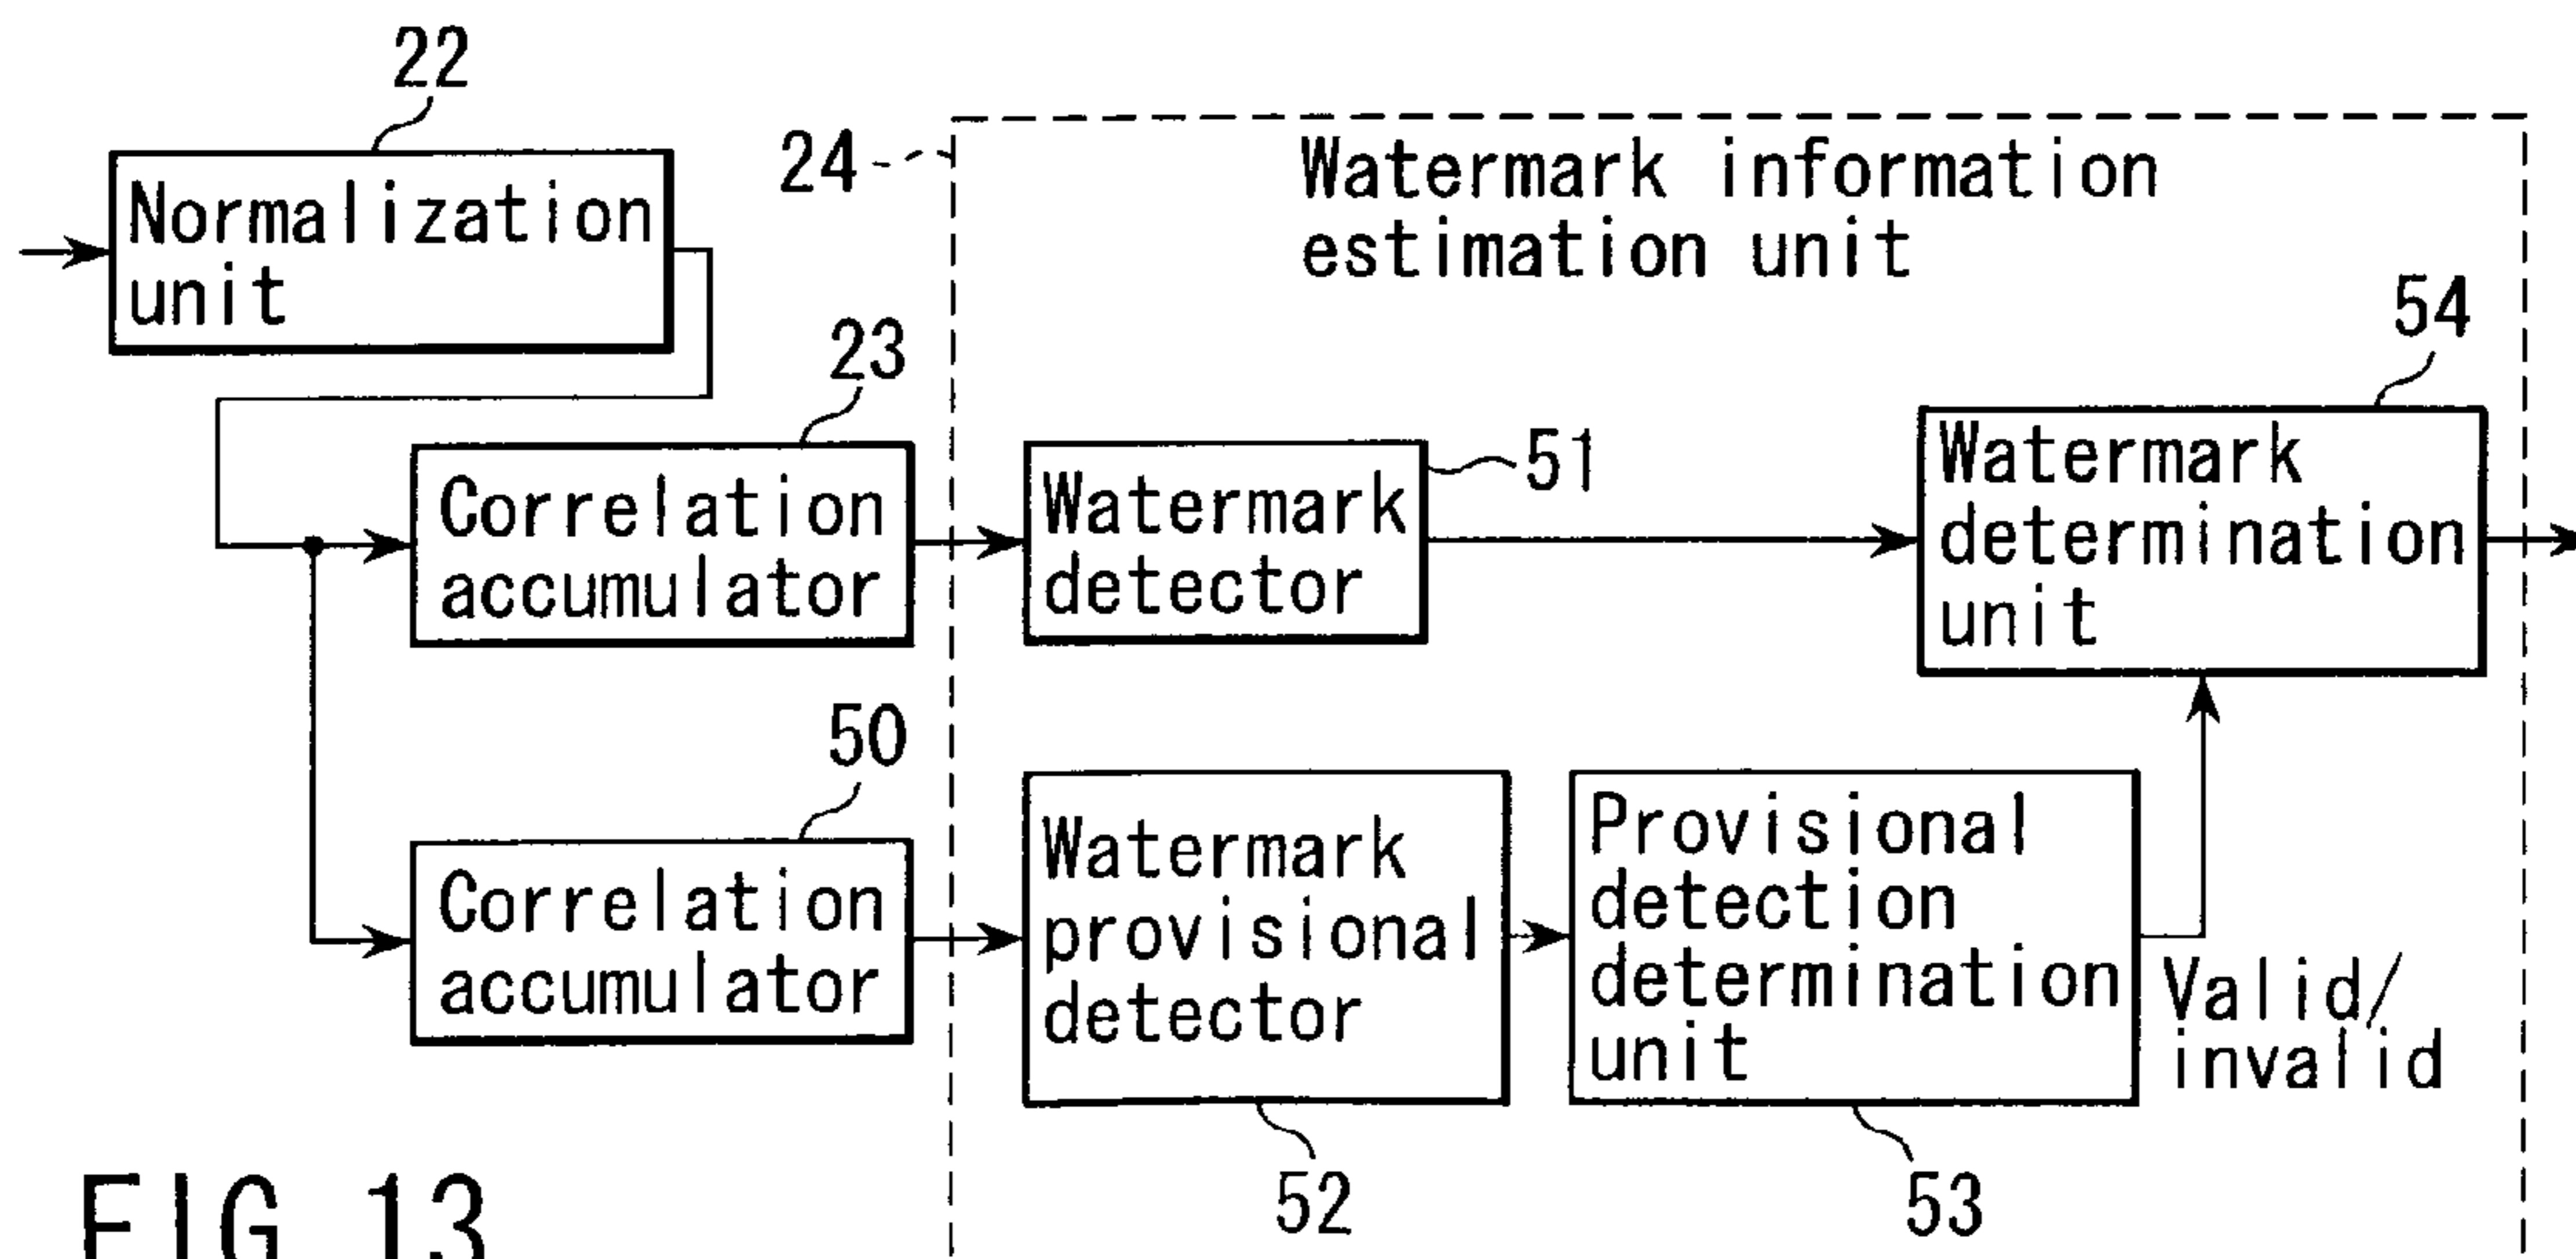 22
Normalization
unit
24
Watermark information
estimation unit
54
23
51
Correlation
accumulator
Watermark
detector
Watermark
determination
unit
50
Correlation
accumulator
Watermark
provisional
detector
Provisional
detection
determination
unit
Valid/
invalid
52
53
FIG. 13